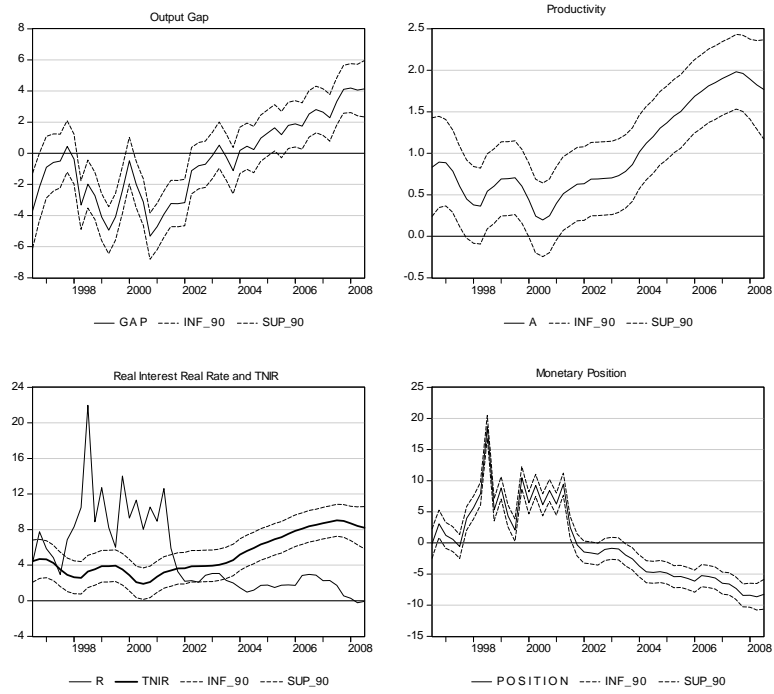 Output Gap
8
6
4
2
0
-2
-4
-6
-8
1998 2000 2002 2004 2006 2008
GAP INF_90 SUP_90
Productivity
2.5
2.0
1.5
1.0
0.5
0.0
-0.5
1998 2000 2002 2004 2006 2008
A INF_90 SUP_90
Real Interest Real Rate and TNIR
24
20
16
12
8
4
0
-4
1998 2000 2002 2004 2006 2008
R TNIR INF_90 SUP_90
Monetary Position
25
20
15
10
5
0
-5
-10
-15
1998 2000 2002 2004 2006 2008
POSITION INF_90 SUP_90